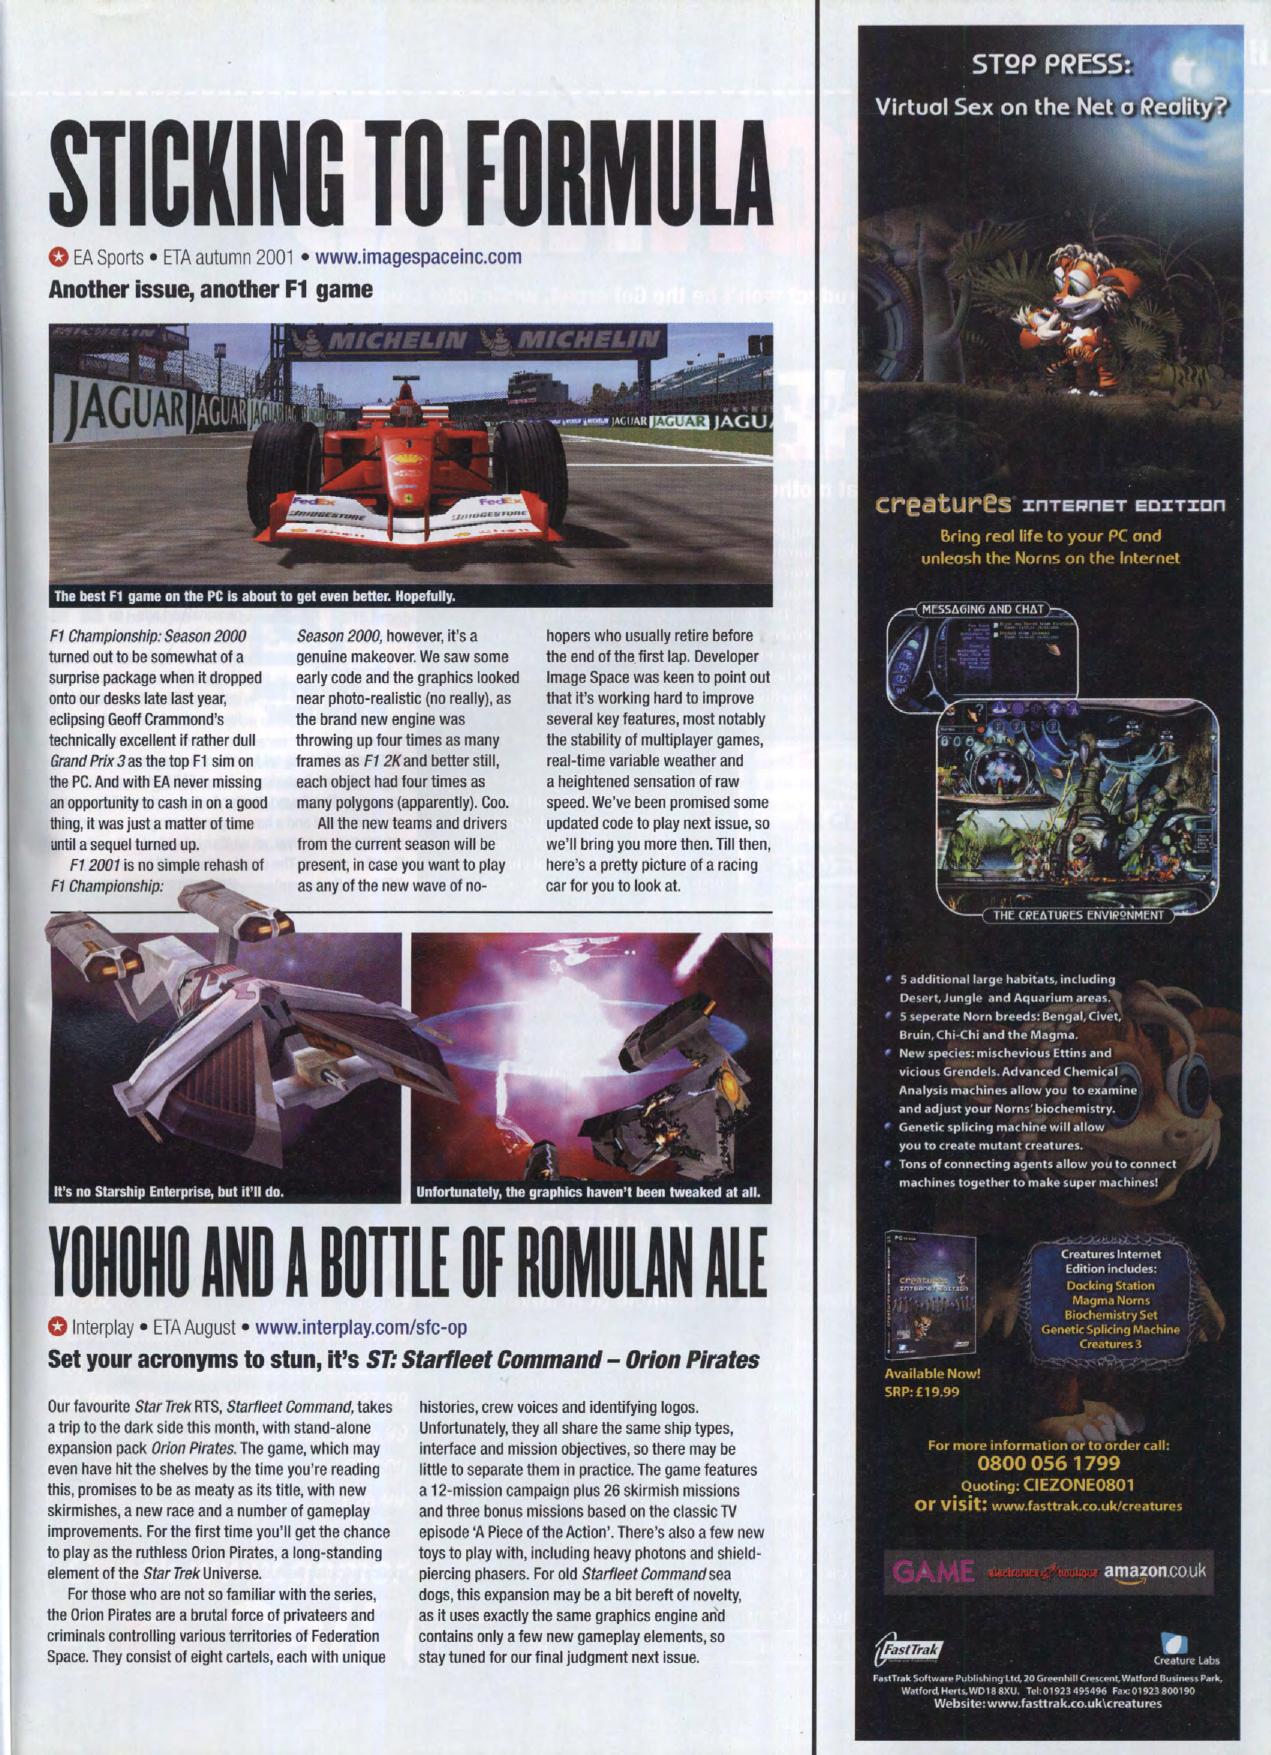 STICKING TO FORMULA
EA Sports • ETA autumn 2001 • www.imagespaceinc.com
Another issue, another F1 game
MICHELIN
MICHELIN
MICHELIN
JAGUAR
JAGUAR
JAGUAR
JAGUAR
JAGUAR
JAGU
FedEx
FedEx
BRIDGESTONE
BRIDGESTONE
The best F1 game on the PC is about to get even better. Hopefully.
F1 Championship: Season 2000
turned out to be somewhat of a
surprise package when it dropped
onto our desks late last year,
eclipsing Geoff Crammond's
technically excellent if rather dull
Grand Prix 3 as the top F1 sim on
the PC. And with EA never missing
an opportunity to cash in on a good
thing, it was just a matter of time
until a sequel turned up.
F1 2001 is no simple rehash of
F1 Championship:
Season 2000, however, it's a
genuine makeover. We saw some
early code and the graphics looked
near photo-realistic (no really), as
the brand new engine was
throwing up four times as many
frames as F1 2K and better still,
each object had four times as
many polygons (apparently). Coo.
All the new teams and drivers
from the current season will be
present, in case you want to play
as any of the new wave of no-
hopers who usually retire before
the end of the first lap. Developer
Image Space was keen to point out
that it's working hard to improve
several key features, most notably
the stability of multiplayer games,
real-time variable weather and
a heightened sensation of raw
speed. We've been promised some
updated code to play next issue, so
we'll bring you more then. Till then,
here's a pretty picture of a racing
car for you to look at.
It's no Starship Enterprise, but it'll do.
Unfortunately, the graphics haven't been tweaked at all.
YOHOHO AND A BOTTLE OF ROMULAN ALE
Interplay • ETA August • www.interplay.com/sfc-op
Set your acronyms to stun, it's ST: Starfleet Command – Orion Pirates
Our favourite Star Trek RTS, Starfleet Command, takes
a trip to the dark side this month, with stand-alone
expansion pack Orion Pirates. The game, which may
even have hit the shelves by the time you're reading
this, promises to be as meaty as its title, with new
skirmishes, a new race and a number of gameplay
improvements. For the first time you'll get the chance
to play as the ruthless Orion Pirates, a long-standing
element of the Star Trek Universe.
For those who are not so familiar with the series,
the Orion Pirates are a brutal force of privateers and
criminals controlling various territories of Federation
Space. They consist of eight cartels, each with unique
histories, crew voices and identifying logos.
Unfortunately, they all share the same ship types,
interface and mission objectives, so there may be
little to separate them in practice. The game features
a 12-mission campaign plus 26 skirmish missions
and three bonus missions based on the classic TV
episode 'A Piece of the Action'. There's also a few new
toys to play with, including heavy photons and shield-
piercing phasers. For old Starfleet Command sea
dogs, this expansion may be a bit bereft of novelty,
as it uses exactly the same graphics engine and
contains only a few new gameplay elements, so
stay tuned for our final judgment next issue.
STOP PRESS:
Virtual Sex on the Net a Reality?
creatures INTERNET EDITION
Bring real life to your PC and
unleash the Norns on the Internet
MESSAGING AND CHAT
THE CREATURES ENVIRONMENT
5 additional large habitats, including
Desert, Jungle and Aquarium areas.
5 seperate Norn breeds: Bengal, Civet,
Bruin, Chi-Chi and the Magma.
New species: mischevious Ettins and
vicious Grendels. Advanced Chemical
Analysis machines allow you to examine
and adjust your Norns' biochemistry.
Genetic splicing machine will allow
you to create mutant creatures.
Tons of connecting agents allow you to connect
machines together to make super machines!
creatures
INTERNET EDITION
Creatures Internet
Edition includes:
Docking Station
Magma Norns
Biochemistry Set
Genetic Splicing Machine
Creatures 3
Available Now!
SRP: £19.99
For more information or to order call:
0800 056 1799
Quoting: CIEZONE0801
or visit: www.fasttrak.co.uk/creatures
GAME electronics boutique amazon.co.uk
FastTrak
Creature Labs
FastTrak Software Publishing Ltd, 20 Greenhill Crescent, Watford Business Park,
Watford, Herts, WD18 8XU. Tel: 01923 495496 Fax: 01923 800190
Website: www.fasttrak.co.uk\creatures